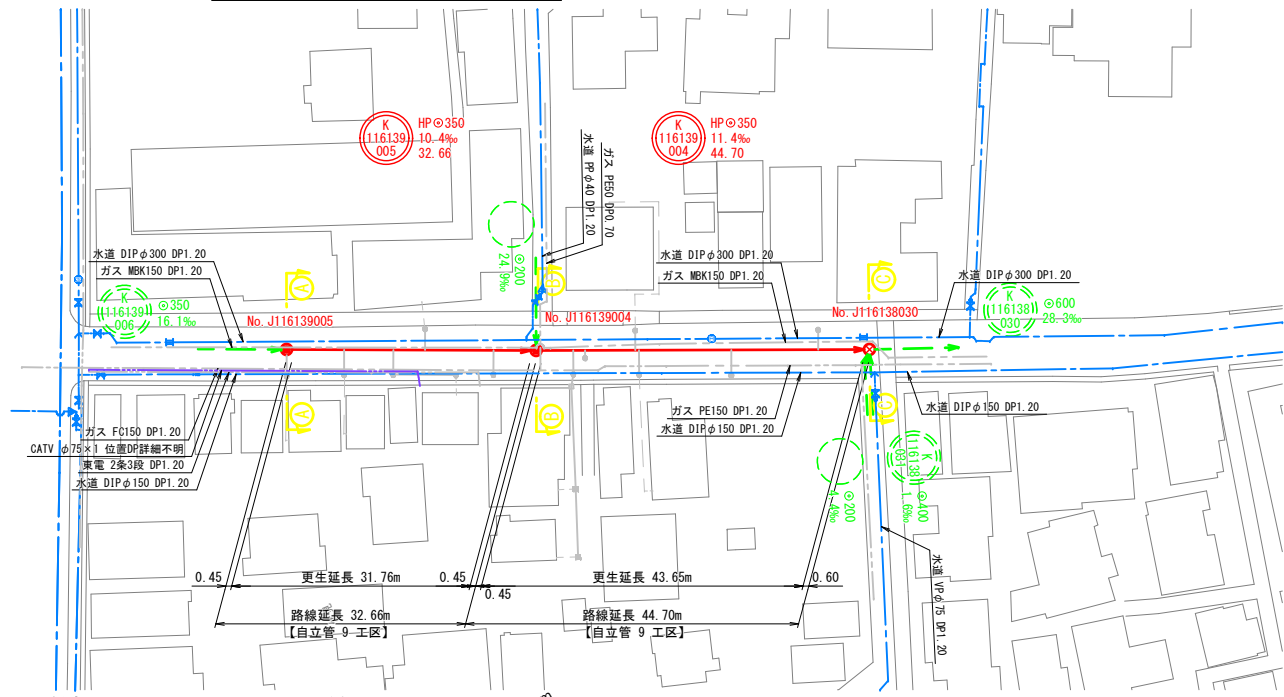 K
116139
005
HP⊙350
10.4‰
32.66
K
116139
004
HP⊙350
11.4‰
44.70
水道 PPφ40 DP1.20
ガス PE50 DP0.70
⊙200
24.9‰
水道 DIPφ300 DP1.20
ガス MBK150 DP1.20
K
116139
006
⊙350
16.1‰
A
No. J116139005
B
No. J116139004
水道 DIPφ300 DP1.20
ガス MBK150 DP1.20
C
No. J116138030
水道 DIPφ300 DP1.20
K
116138
030
⊙600
28.3‰
A
B
C
ガス FC150 DP1.20
CATV φ75×1 位置DP詳細不明
東電 2条3段 DP1.20
水道 DIPφ150 DP1.20
ガス PE150 DP1.20
水道 DIPφ150 DP1.20
水道 DIPφ150 DP1.20
⊙200
4.4‰
K
116138
031
⊙400
1.6‰
水道 VPφ75 DP1.20
0.45
更生延長 31.76m
0.45
0.45
更生延長 43.65m
0.60
路線延長 32.66m
【自立管 9 工区】
路線延長 44.70m
【自立管 9 工区】